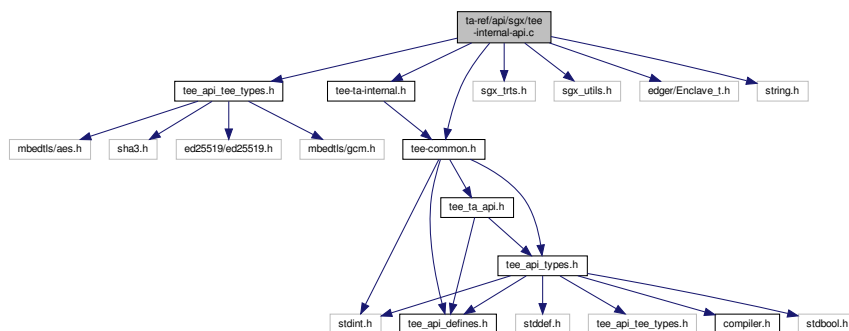 ta-ref/api/sgx/tee
-internal-api.c
tee_api_tee_types.h
tee-ta-internal.h
sgx_trts.h
sgx_utils.h
edger/Enclave_t.h
string.h
mbedtls/aes.h
sha3.h
ed25519/ed25519.h
mbedtls/gcm.h
tee-common.h
tee_ta_api.h
tee_api_types.h
stdint.h
tee_api_defines.h
stddef.h
tee_api_tee_types.h
compiler.h
stdbool.h